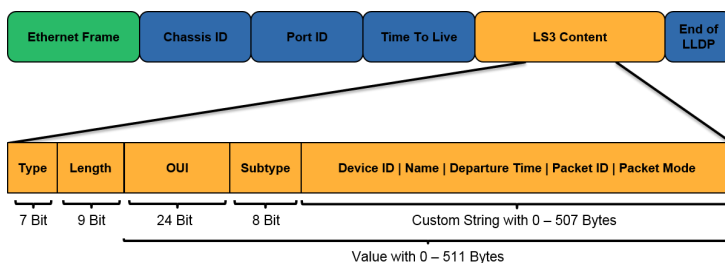 Ethernet Frame
Chassis ID
Port ID
Time To Live
LS3 Content
End of
LLDP
Type
Length
OUI
Subtype
Device ID | Name | Departure Time | Packet ID | Packet Mode
7 Bit
9 Bit
24 Bit
8 Bit
Custom String with 0 – 507 Bytes
Value with 0 – 511 Bytes